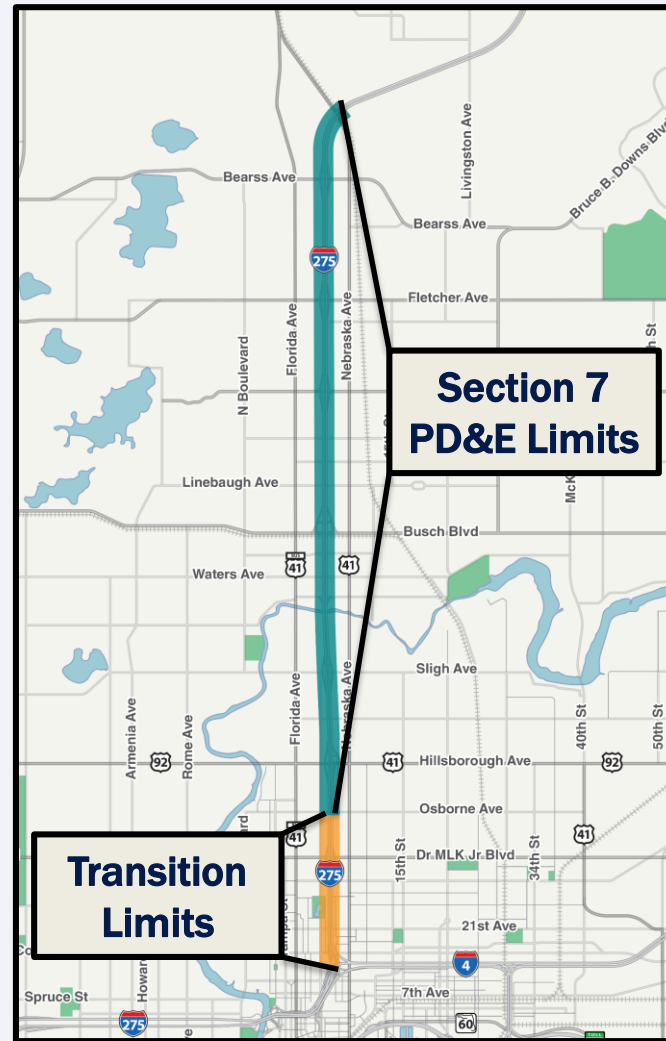 Livingston Ave
Bruce B. Downs Blvd
Bearss Ave
Bearss Ave
275
Fletcher Ave
Florida Ave
Nebraska Ave
N Boulevard
Section 7
PD&E Limits
Linebaugh Ave
Busch Blvd
41
41
Waters Ave
Sligh Ave
Florida Ave
Nebraska Ave
Armenia Ave
Rome Ave
40th St
50th St
92
41
Hillsborough Ave
92
Osborne Ave
41
41
Transition
Limits
275
15th St
Dr MLK Jr Blvd
34th St
21st Ave
4
Spruce St
275
7th Ave
60